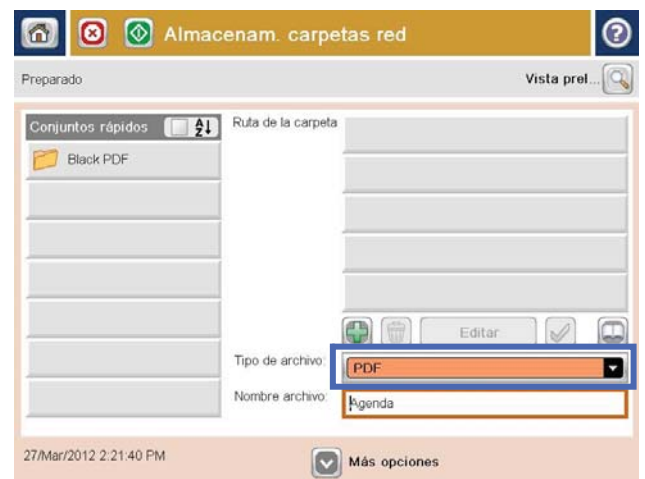 Almacenam. carpetas red
Preparado
Vista prel...
Conjuntos rápidos
A Z
Ruta de la carpeta
Black PDF
Editar
Tipo de archivo:
PDF
Nombre archivo:
Agenda
27/Mar/2012 2:21:40 PM
Más opciones